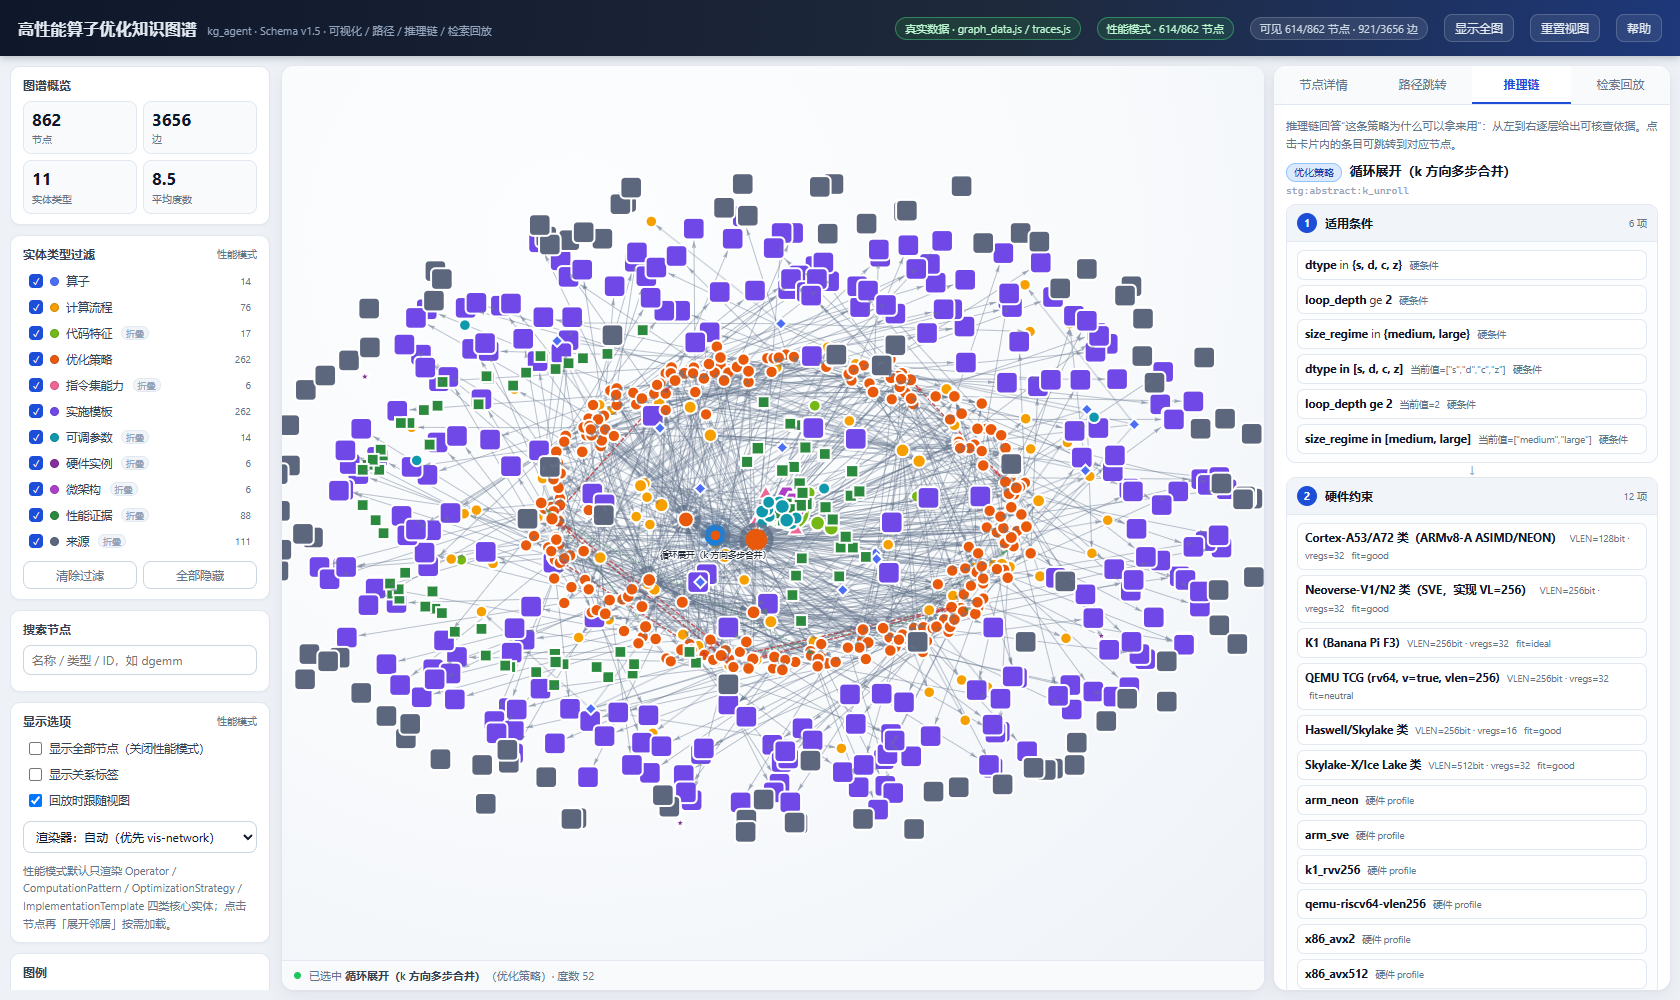 高性能算子优化知识图谱 kg_agent · Schema v1.5 · 可视化 / 路径 / 推理链 / 检索回放
真实数据 · graph_data.js / traces.js
性能模式 · 614/862 节点
可见 614/862 节点 · 921/3656 边
显示全图
重置视图
帮助
图谱概览
862
节点
3656
边
11
实体类型
8.5
平均度数
实体类型过滤 性能模式
算子 14
计算流程 76
代码特征 折叠 17
优化策略 262
指令集能力 折叠 6
实施模板 262
可调参数 折叠 14
硬件实例 折叠 6
微架构 折叠 6
性能证据 折叠 88
来源 折叠 111
清除过滤 全部隐藏
搜索节点
名称 / 类型 / ID，如 dgemm
显示选项 性能模式
显示全部节点（关闭性能模式）
显示关系标签
回放时跟随视图
渲染器：自动（优先 vis-network）
性能模式默认只渲染 Operator /
ComputationPattern / OptimizationStrategy /
ImplementationTemplate 四类核心实体；点击
节点再「展开邻居」按需加载。
图例
循环展开（k 方向多步合并）
已选中 循环展开（k 方向多步合并）（优化策略）· 度数 52
节点详情 路径跳转 推理链 检索回放
推理链回答“这条策略为什么可以拿来用”：从左到右逐层给出可核查依据。点
击卡片内的条目可跳转到对应节点。
优化策略 循环展开（k 方向多步合并）
stg:abstract:k_unroll
1 适用条件 6 项
dtype in {s, d, c, z} 硬条件
loop_depth ge 2 硬条件
size_regime in {medium, large} 硬条件
dtype in [s, d, c, z] 当前值=["s","d","c","z"] 硬条件
loop_depth ge 2 当前值=2 硬条件
size_regime in [medium, large] 当前值=["medium","large"] 硬条件
↓
2 硬件约束 12 项
Cortex-A53/A72 类（ARMv8-A ASIMD/NEON） VLEN=128bit ·
vregs=32 fit=good
Neoverse-V1/N2 类（SVE，实现 VL=256） VLEN=256bit ·
vregs=32 fit=good
K1 (Banana Pi F3) VLEN=256bit · vregs=32 fit=ideal
QEMU TCG (rv64, v=true, vlen=256) VLEN=256bit · vregs=32
fit=neutral
Haswell/Skylake 类 VLEN=256bit · vregs=16 fit=good
Skylake-X/Ice Lake 类 VLEN=512bit · vregs=32 fit=good
arm_neon 硬件 profile
arm_sve 硬件 profile
k1_rvv256 硬件 profile
qemu-riscv64-vlen256 硬件 profile
x86_avx2 硬件 profile
x86_avx512 硬件 profile